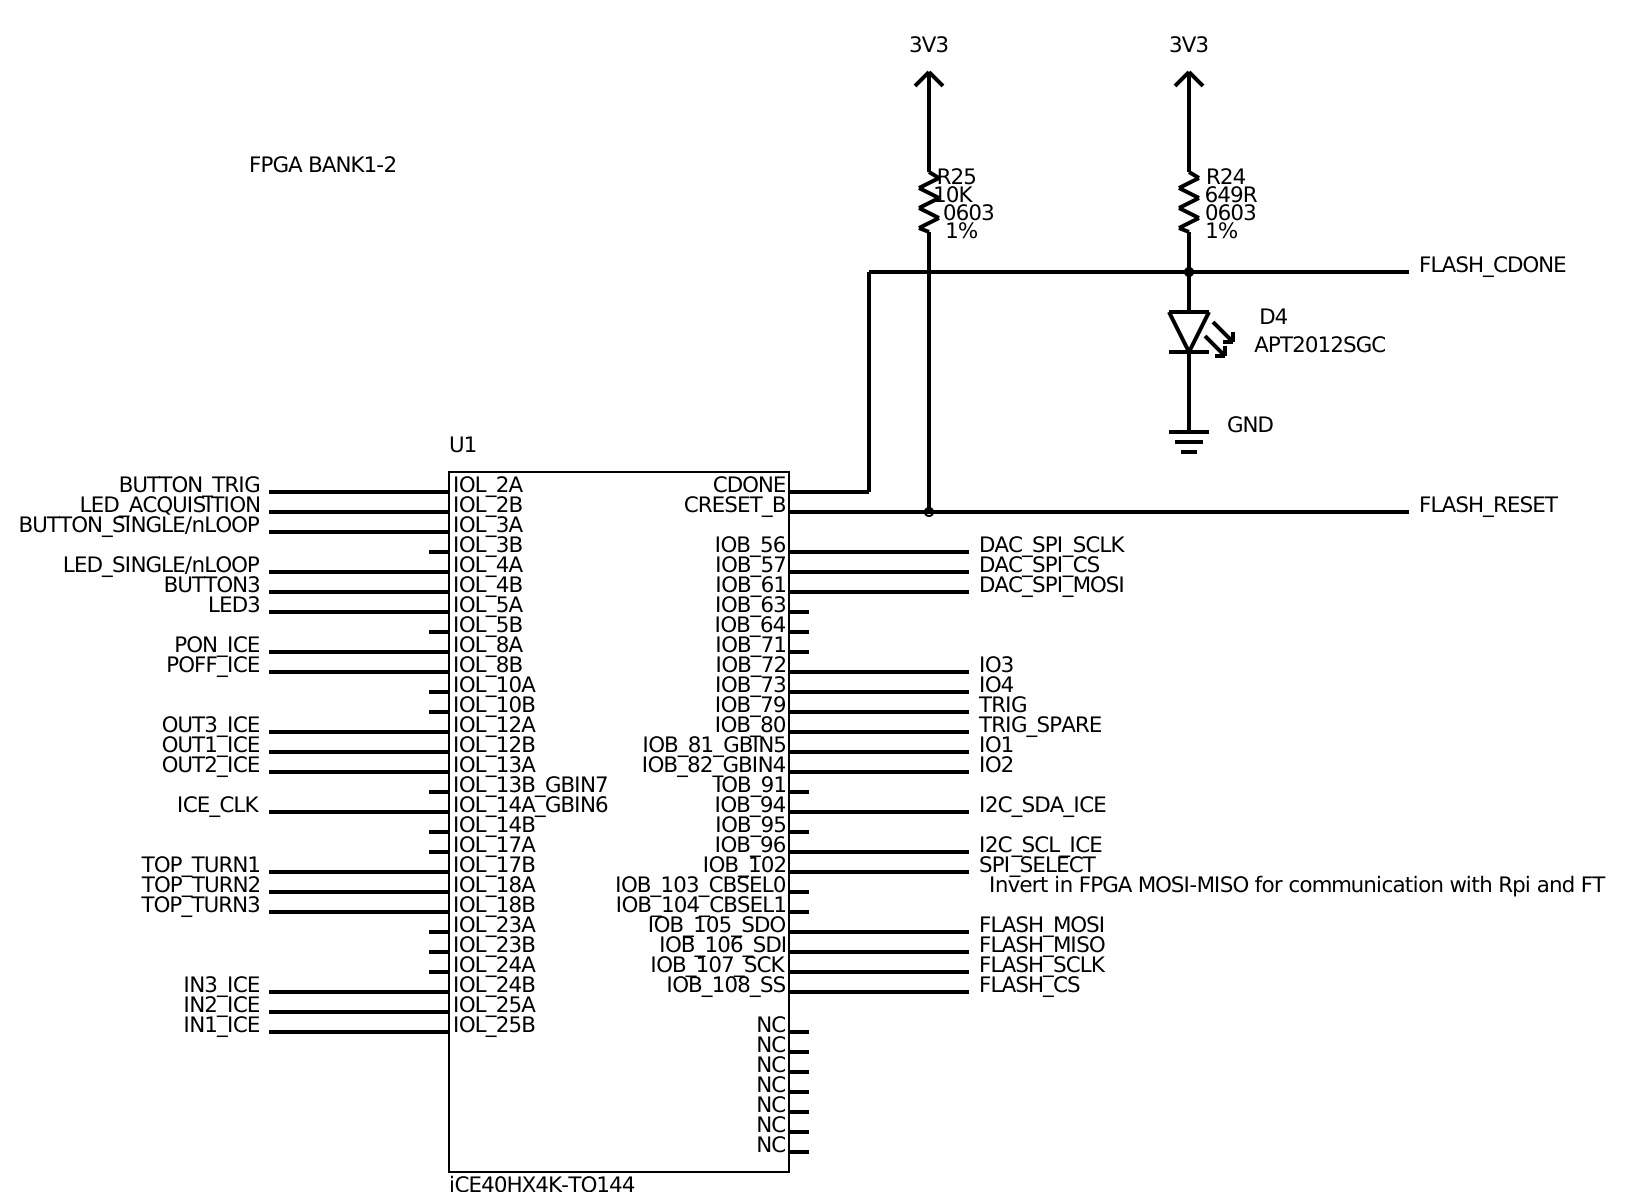 3V3
3V3
FPGA BANK1-2
R25
10K
0603
1%
R24
649R
0603
1%
FLASH_CDONE
D4
APT2012SGC
GND
U1
BUTTON_TRIG
LED_ACQUISTION
BUTTON_SINGLE/nLOOP
LED_SINGLE/nLOOP
BUTTON3
LED3
PON_ICE
POFF_ICE
OUT3_ICE
OUT1_ICE
OUT2_ICE
ICE_CLK
TOP_TURN1
TOP_TURN2
TOP_TURN3
IN3_ICE
IN2_ICE
IN1_ICE
IOL_2A
IOL_2B
IOL_3A
IOL_3B
IOL_4A
IOL_4B
IOL_5A
IOL_5B
IOL_8A
IOL_8B
IOL_10A
IOL_10B
IOL_12A
IOL_12B
IOL_13A
IOL_13B_GBIN7
IOL_14A_GBIN6
IOL_14B
IOL_17A
IOL_17B
IOL_18A
IOL_18B
IOL_23A
IOL_23B
IOL_24A
IOL_24B
IOL_25A
IOL_25B
CDONE
CRESET_B
IOB_56
IOB_57
IOB_61
IOB_63
IOB_64
IOB_71
IOB_72
IOB_73
IOB_79
IOB_80
IOB_81_GBIN5
IOB_82_GBIN4
IOB_91
IOB_94
IOB_95
IOB_96
IOB_102
IOB_103_CBSEL0
IOB_104_CBSEL1
IOB_105_SDO
IOB_106_SDI
IOB_107_SCK
IOB_108_SS
NC
NC
NC
NC
NC
NC
NC
FLASH_RESET
DAC_SPI_SCLK
DAC_SPI_CS
DAC_SPI_MOSI
IO3
IO4
TRIG
TRIG_SPARE
IO1
IO2
I2C_SDA_ICE
I2C_SCL_ICE
SPI_SELECT
Invert in FPGA MOSI-MISO for communication with Rpi and FT
FLASH_MOSI
FLASH_MISO
FLASH_SCLK
FLASH_CS
iCE40HX4K-TQ144